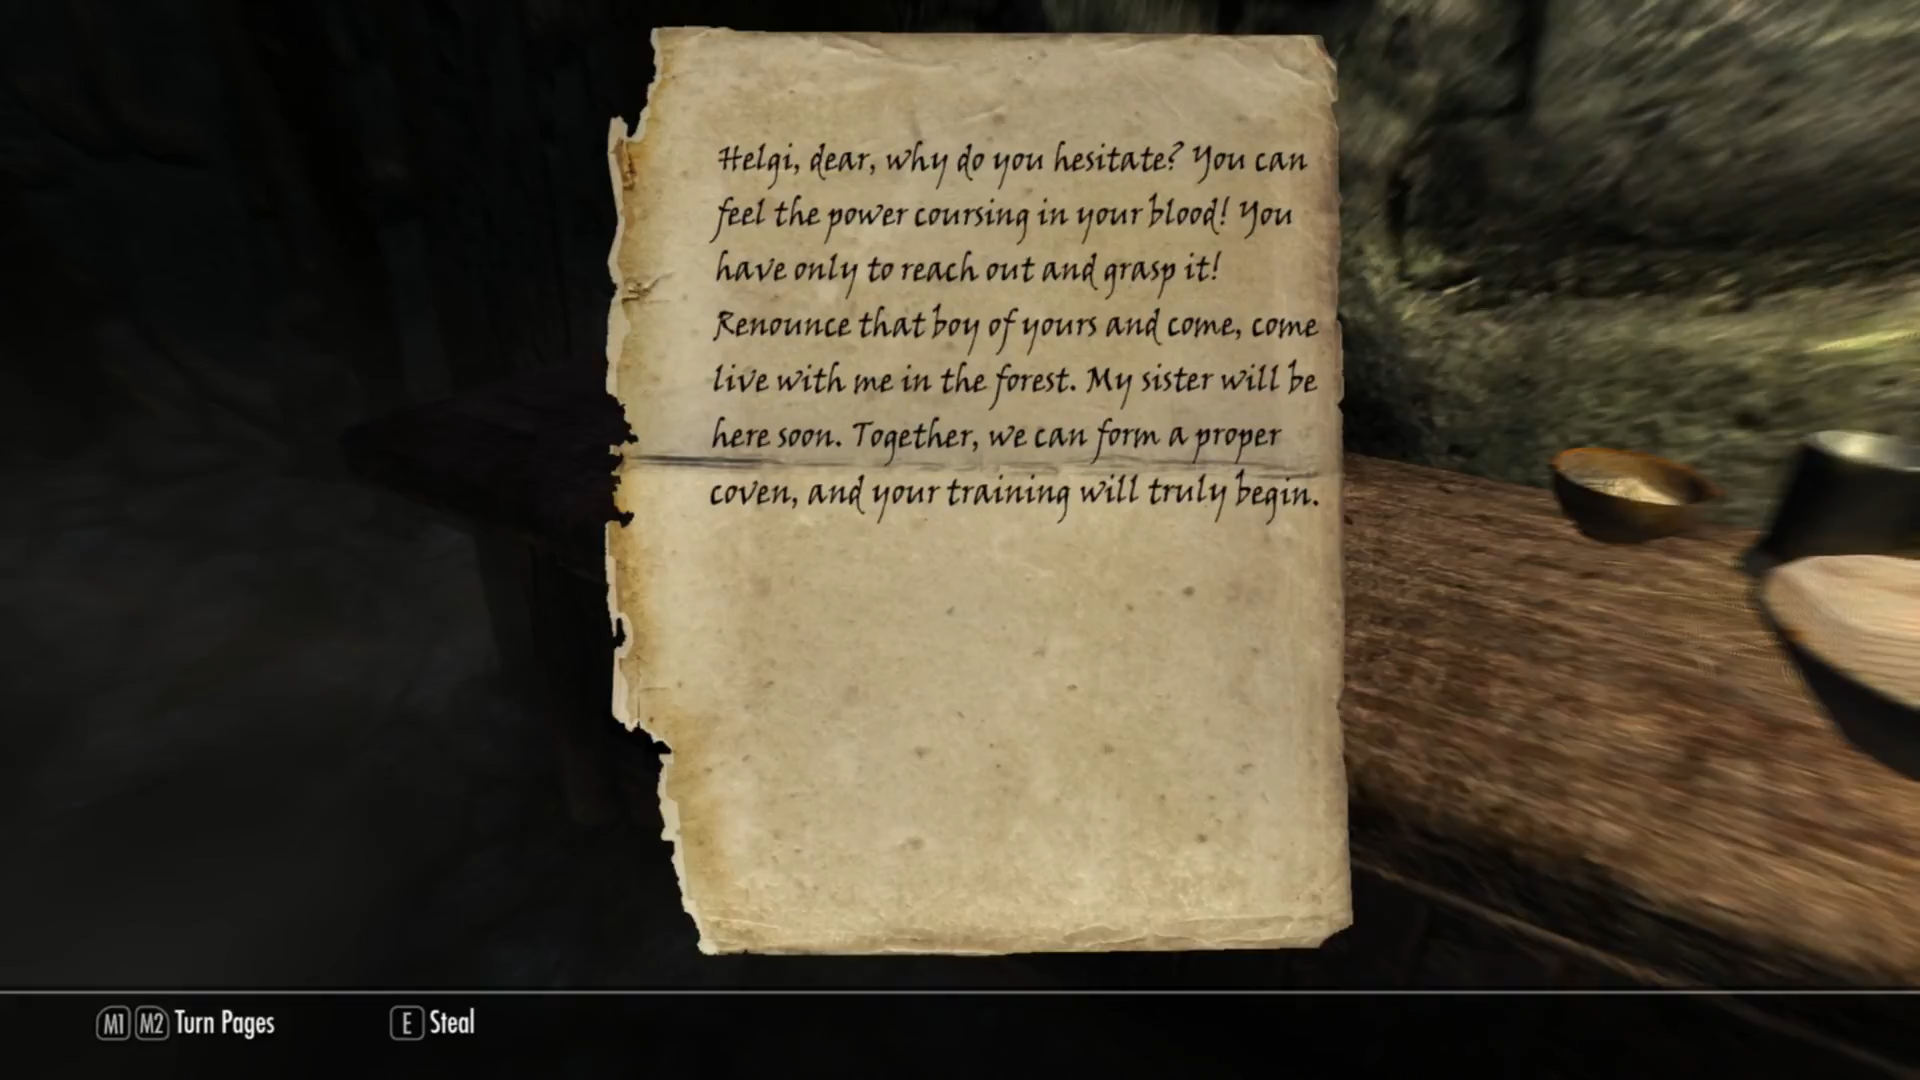 Helgi, dear, why do you hesitate? You can
feel the power coursing in your blood! You
have only to reach out and grasp it!
Renounce that boy of yours and come, come
live with me in the forest. My sister will be
here soon. Together, we can form a proper
coven, and your training will truly begin.
M1 M2 Turn Pages E Steal